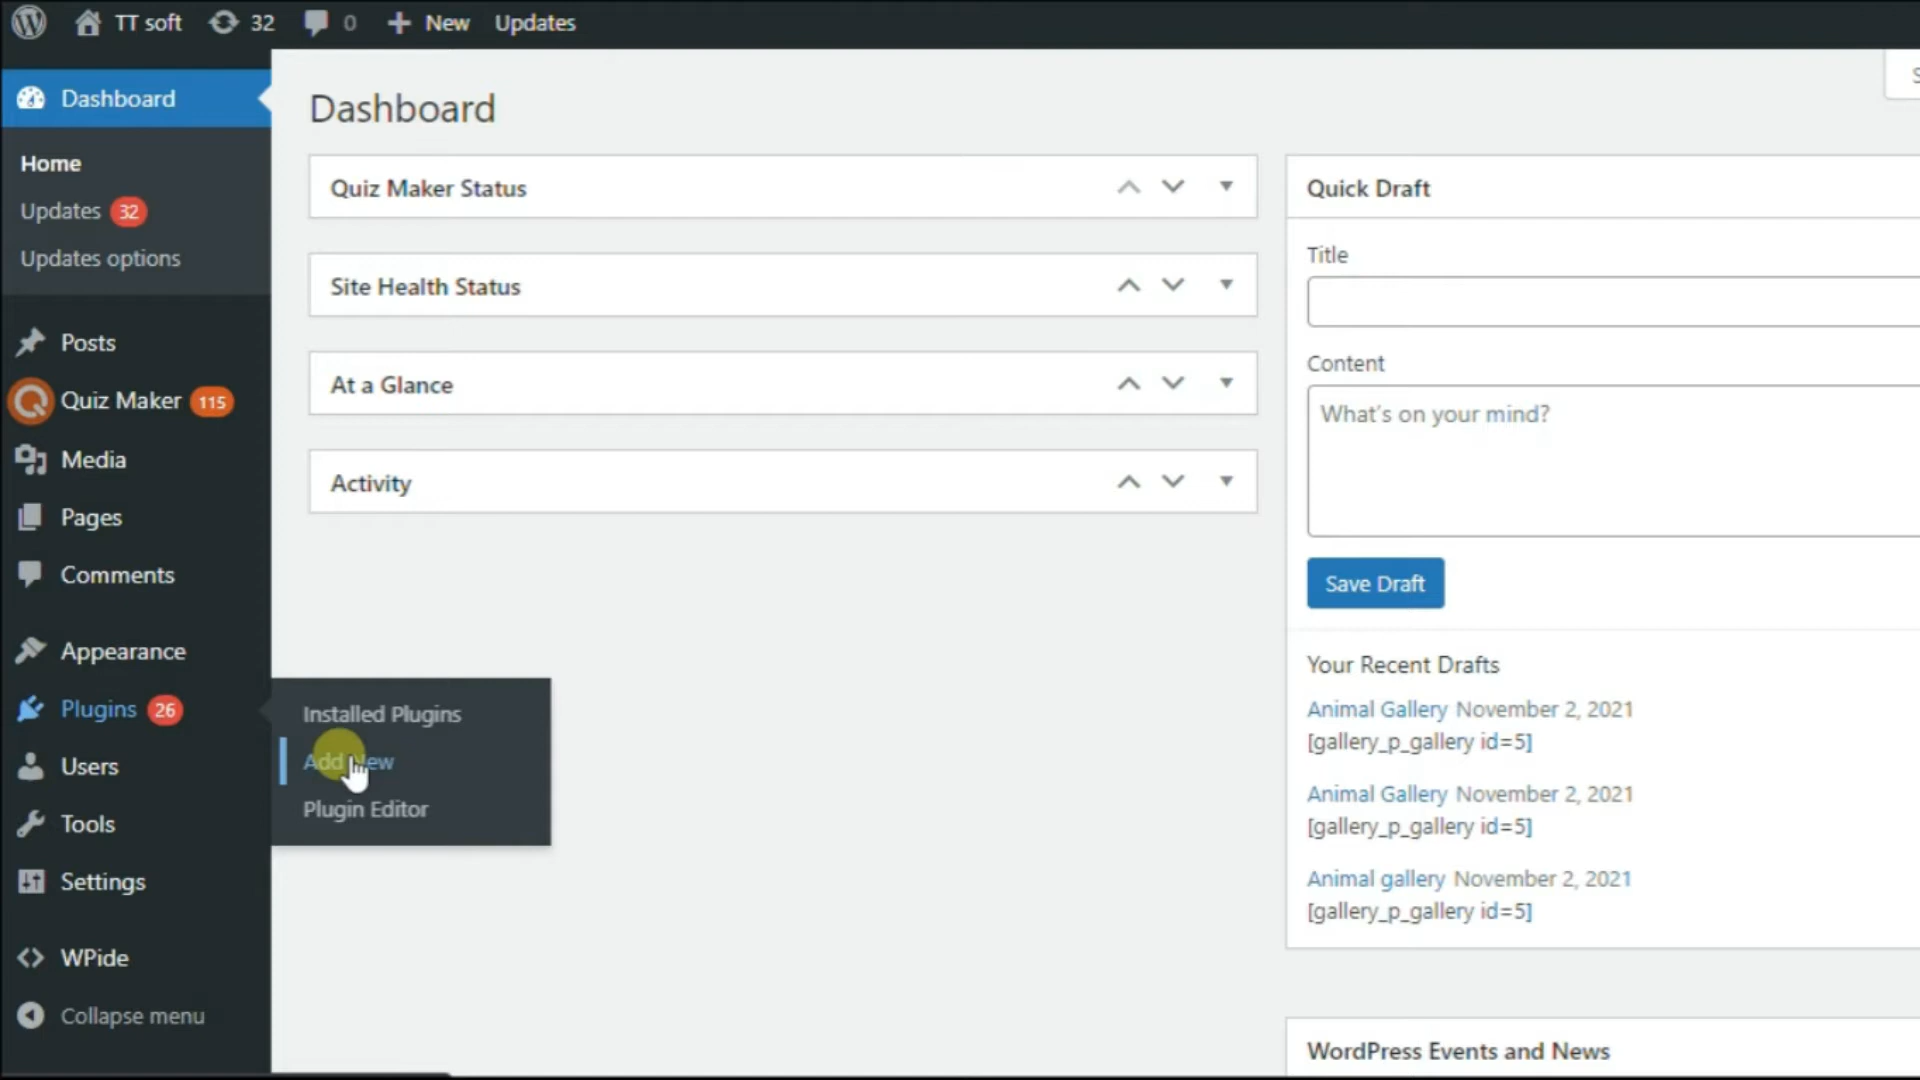 TT soft 32 0 New Updates
Dashboard
Home
Updates 32
Updates options
Posts
Quiz Maker 115
Media
Pages
Comments
Appearance
Plugins 26
Users
Tools
Settings
WPide
Collapse menu
Installed Plugins
Add New
Plugin Editor
Dashboard
Quiz Maker Status
Site Health Status
At a Glance
Activity
Quick Draft
Title
Content
What's on your mind?
Save Draft
Your Recent Drafts
Animal Gallery November 2, 2021
[gallery_p_gallery id=5]
Animal Gallery November 2, 2021
[gallery_p_gallery id=5]
Animal gallery November 2, 2021
[gallery_p_gallery id=5]
WordPress Events and News